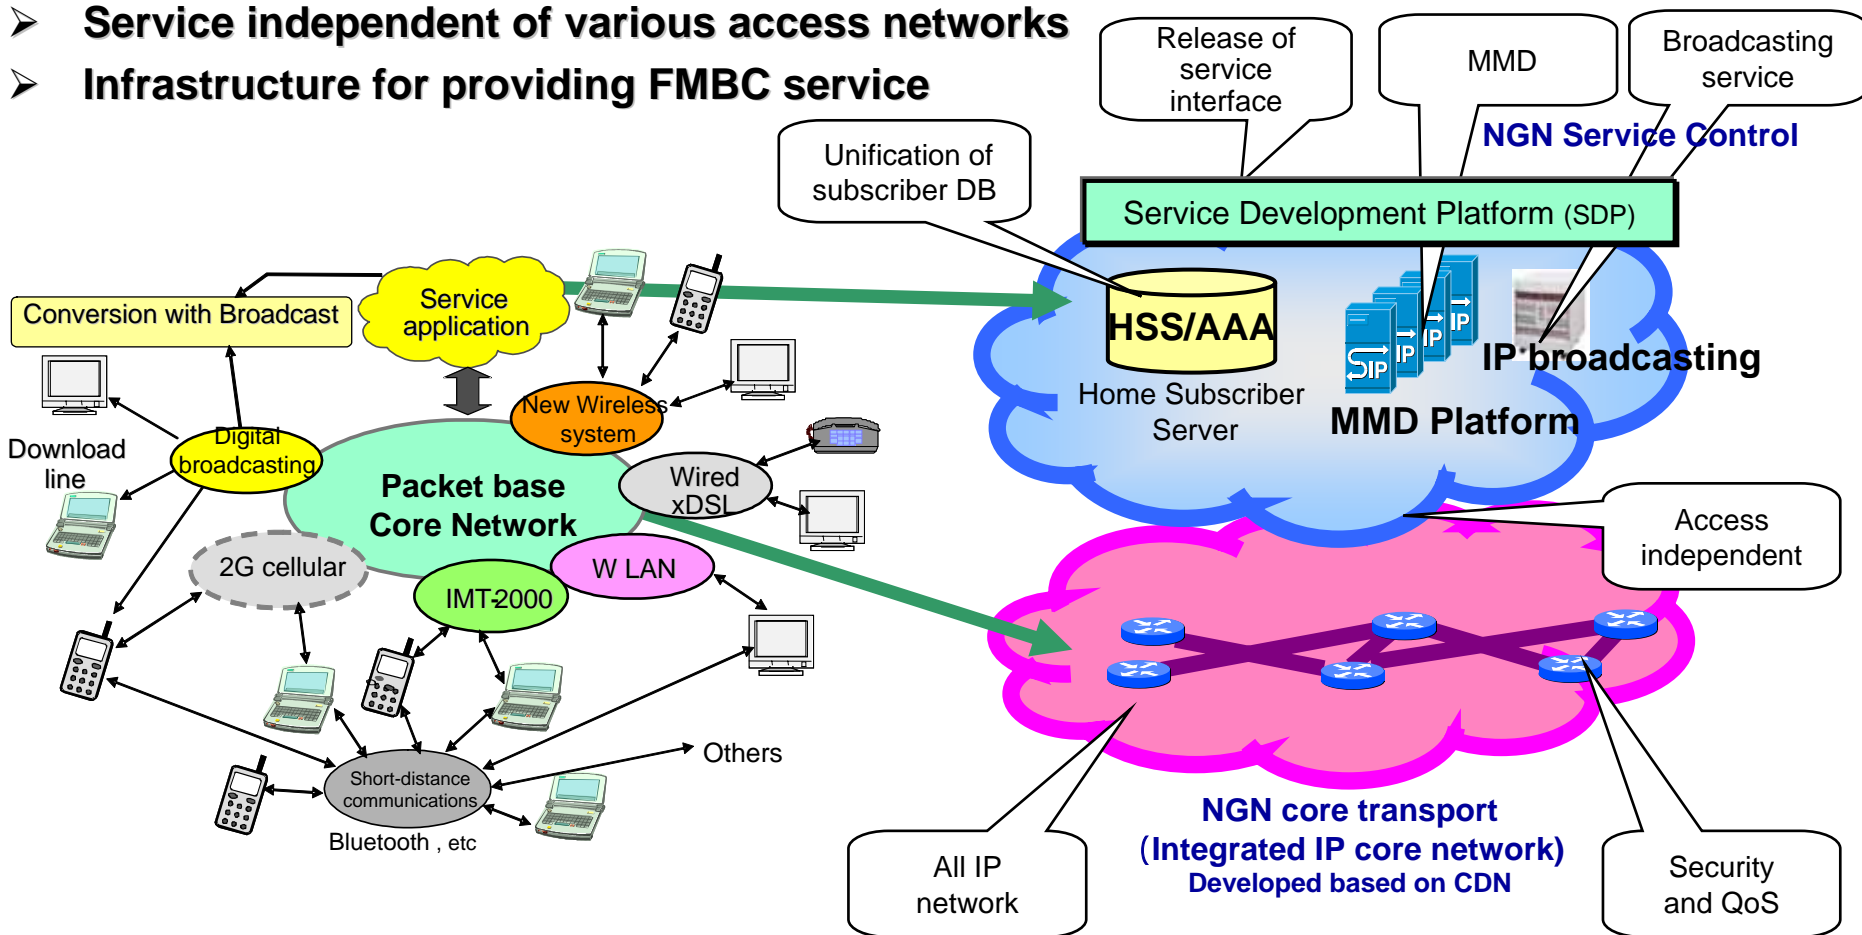 ➢ Service independent of various access networks
➢ Infrastructure for providing FMBC service
Release of
service
interface
MMD
Broadcasting
service
NGN Service Control
Unification of
subscriber DB
Service Development Platform (SDP)
HSS/AAA
Home Subscriber
Server
SIP
IP
IP
IP
MMD Platform
IP broadcasting
Access
independent
Conversion with Broadcast
Service
application
New Wireless
system
Digital
broadcasting
Download
line
Packet base
Core Network
Wired
xDSL
W LAN
2G cellular
IMT-2000
Short-distance
communications
Bluetooth , etc
Others
NGN core transport
(Integrated IP core network)
Developed based on CDN
All IP
network
Security
and QoS